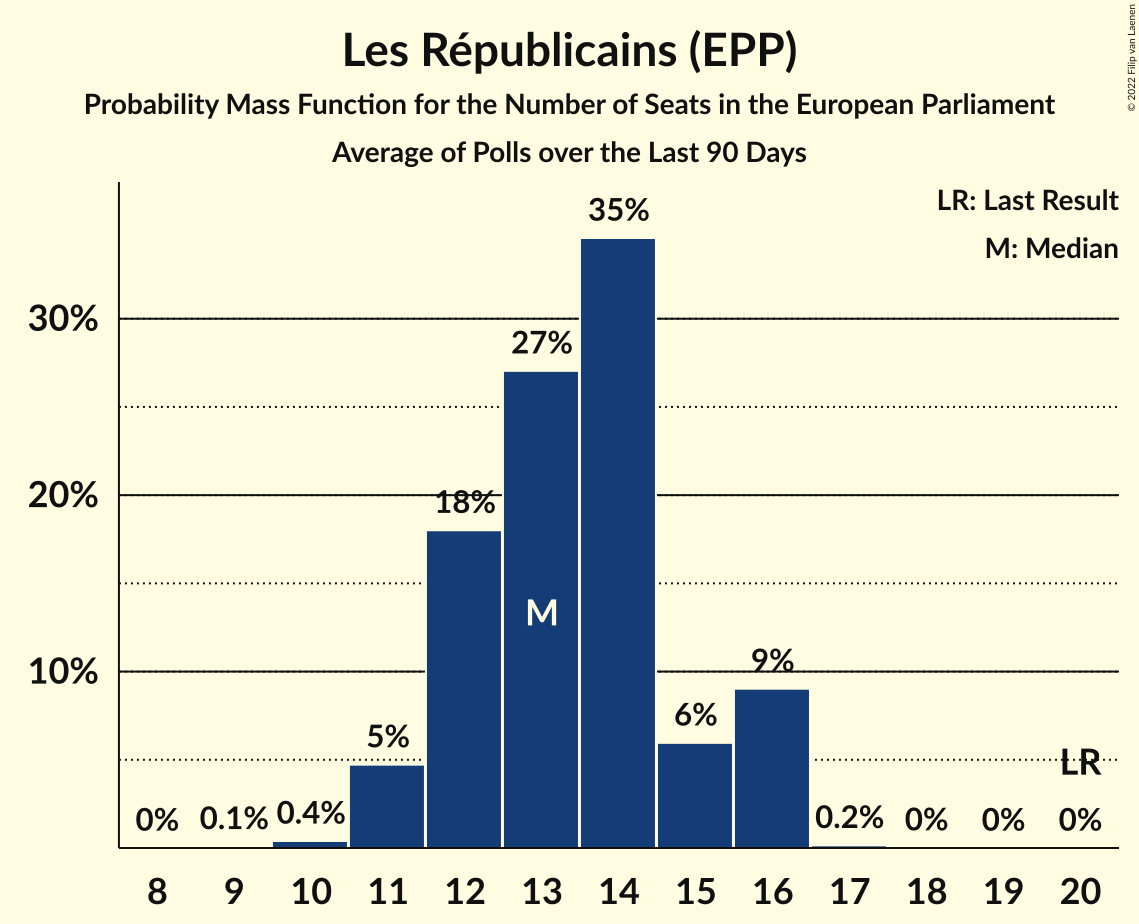 Les Républicains (EPP)
Probability Mass Function for the Number of Seats in the European Parliament
Average of Polls over the Last 90 Days
© 2022 Filip van Laenen
LR: Last Result
M: Median
30%
20%
10%
0%
0.1%
0.4%
5%
18%
27%
35%
6%
9%
0.2%
0%
0%
0%
M
LR
8 9 10 11 12 13 14 15 16 17 18 19 20